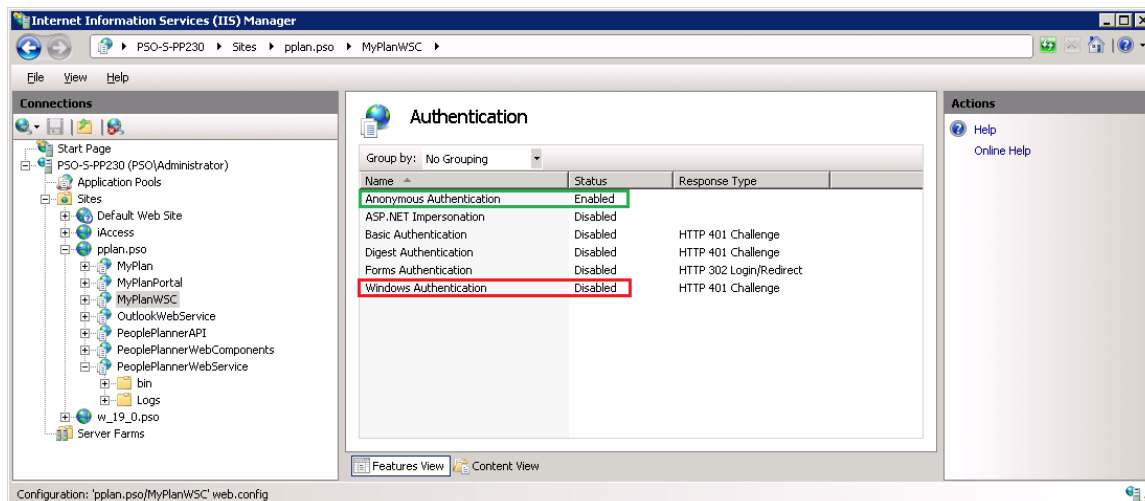 Internet Information Services (IIS) Manager
PSO-S-PP230 Sites pplan.pso MyPlanWSC
File View Help
Connections
Start Page
PSO-S-PP230 (PSO\Administrator)
Application Pools
Sites
Default Web Site
iAccess
pplan.pso
MyPlan
MyPlanPortal
MyPlanWSC
OutlookWebService
PeoplePlannerAPI
PeoplePlannerWebComponents
PeoplePlannerWebService
bin
Logs
w_19_0.pso
Server Farms
Authentication
Group by: No Grouping
Name Status Response Type
Anonymous Authentication Enabled
ASP.NET Impersonation Disabled
Basic Authentication Disabled HTTP 401 Challenge
Digest Authentication Disabled HTTP 401 Challenge
Forms Authentication Disabled HTTP 302 Login/Redirect
Windows Authentication Disabled HTTP 401 Challenge
Features View Content View
Actions
Help
Online Help
Configuration: 'pplan.pso/MyPlanWSC' web.config